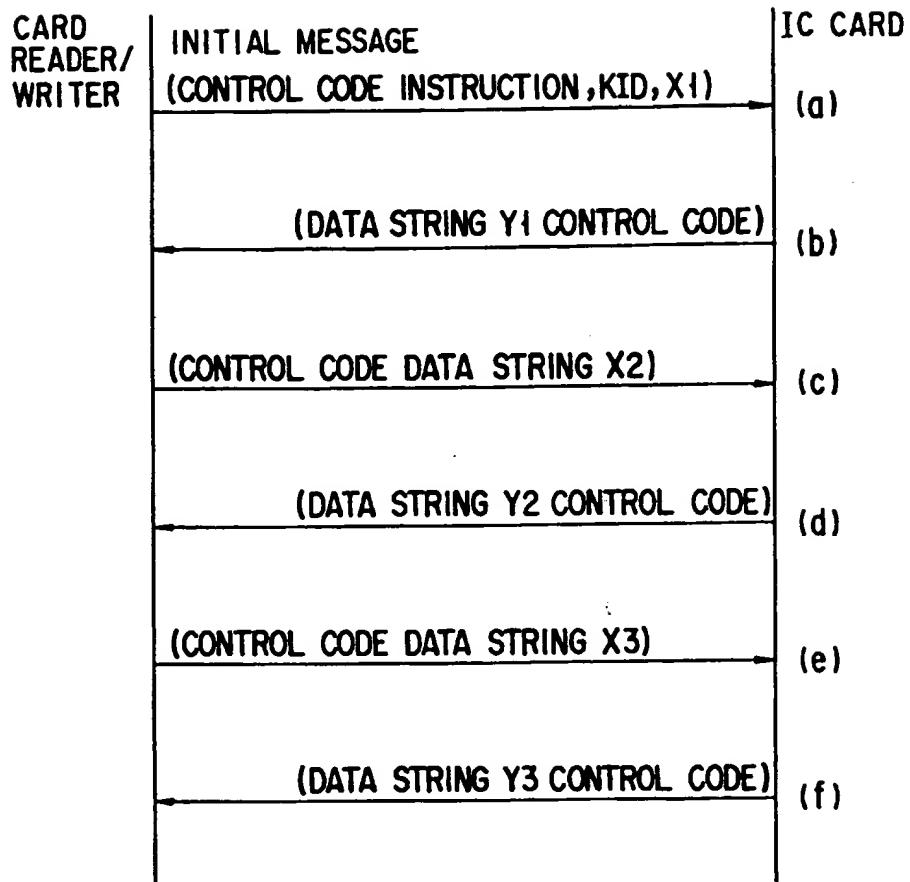 CARD
READER/
WRITER
IC CARD
INITIAL MESSAGE
(CONTROL CODE INSTRUCTION,KID,X1)
(a)
(DATA STRING Y1 CONTROL CODE)
(b)
(CONTROL CODE DATA STRING X2)
(c)
(DATA STRING Y2 CONTROL CODE)
(d)
(CONTROL CODE DATA STRING X3)
(e)
(DATA STRING Y3 CONTROL CODE)
(f)